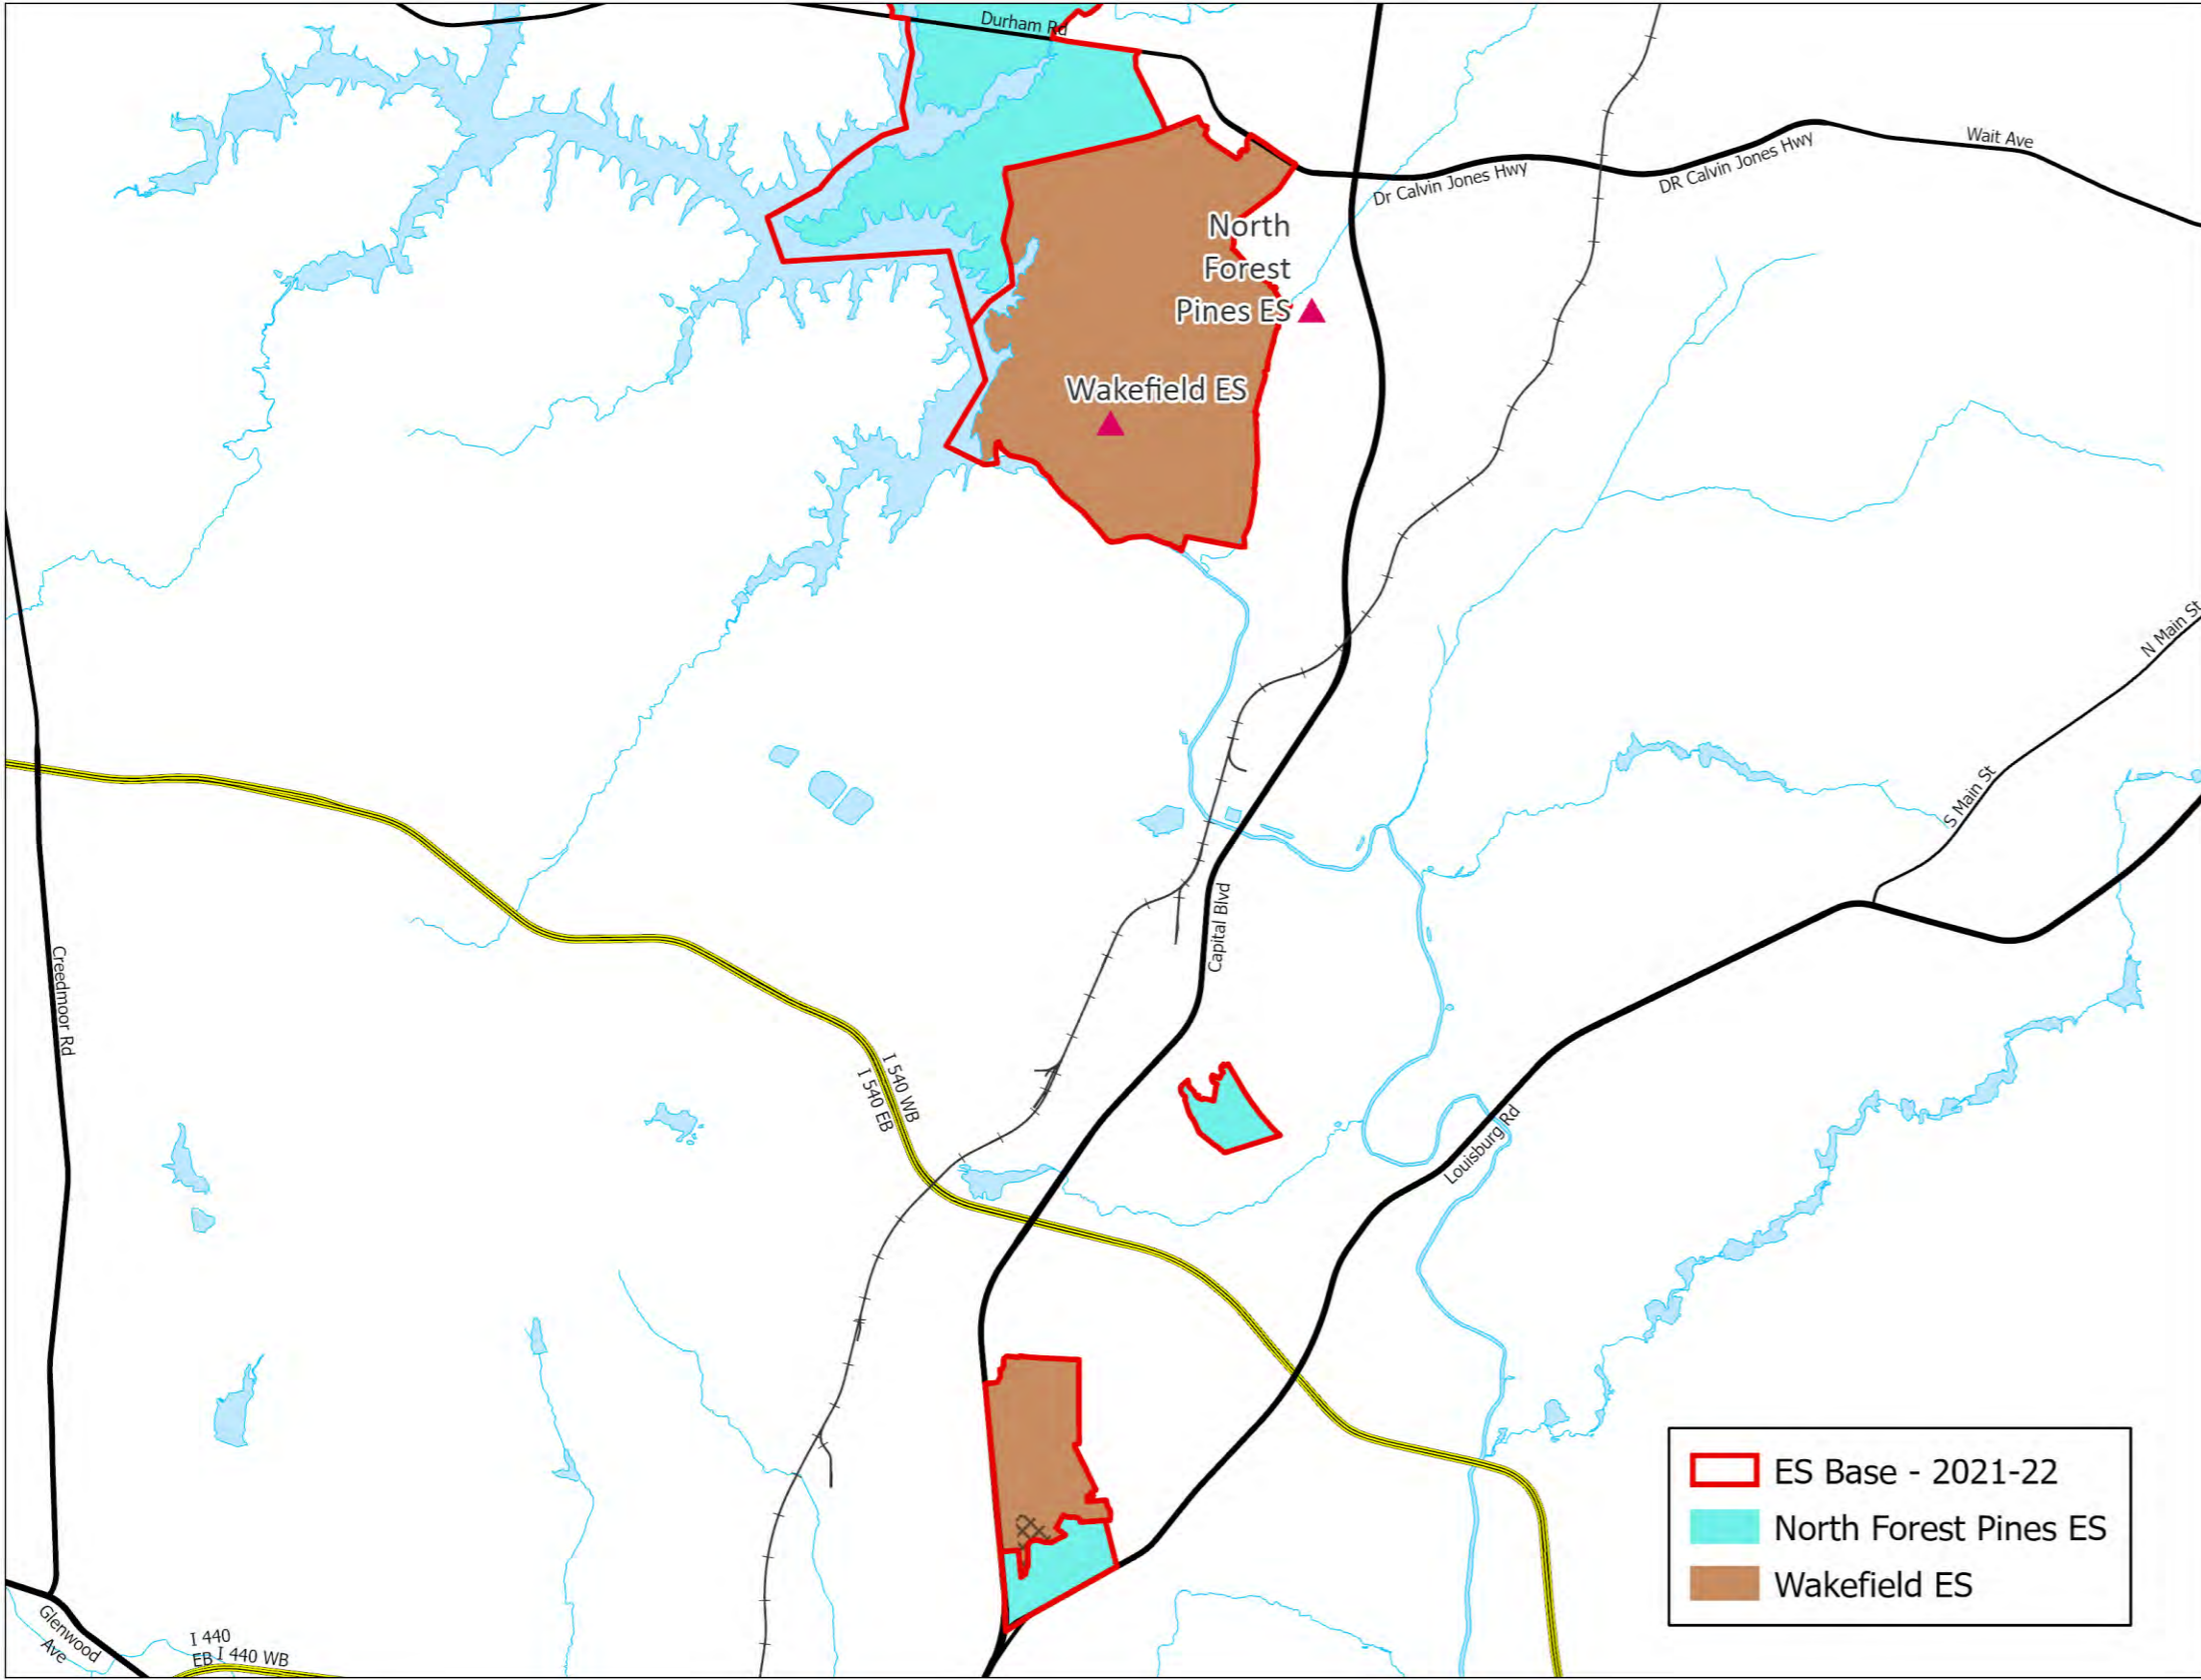 Durham Rd
Wait Ave
DR Calvin Jones Hwy
Dr Calvin Jones Hwy
North
Forest
Pines ES
Wakefield ES
N Main St
S Main St
Capital Blvd
Creedmoor Rd
I 540 WB
I 540 EB
Louisburg Rd
ES Base - 2021-22
North Forest Pines ES
Wakefield ES
Glenwood
Ave
I 440
EB I 440 WB